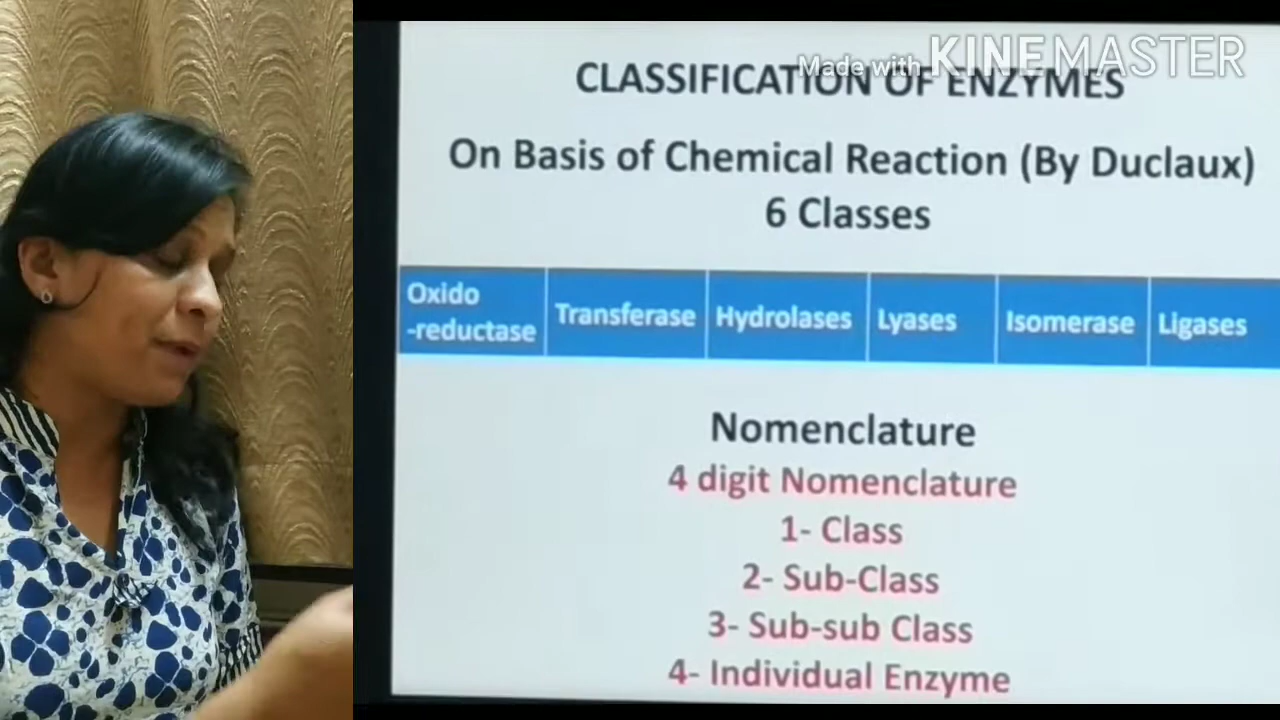 Made with KINEMASTER
CLASSIFICATION OF ENZYMES
On Basis of Chemical Reaction (By Duclaux)
6 Classes
Oxido
-reductase
Transferase
Hydrolases
Lyases
Isomerase
Ligases
Nomenclature
4 digit Nomenclature
1- Class
2- Sub-Class
3- Sub-sub Class
4- Individual Enzyme